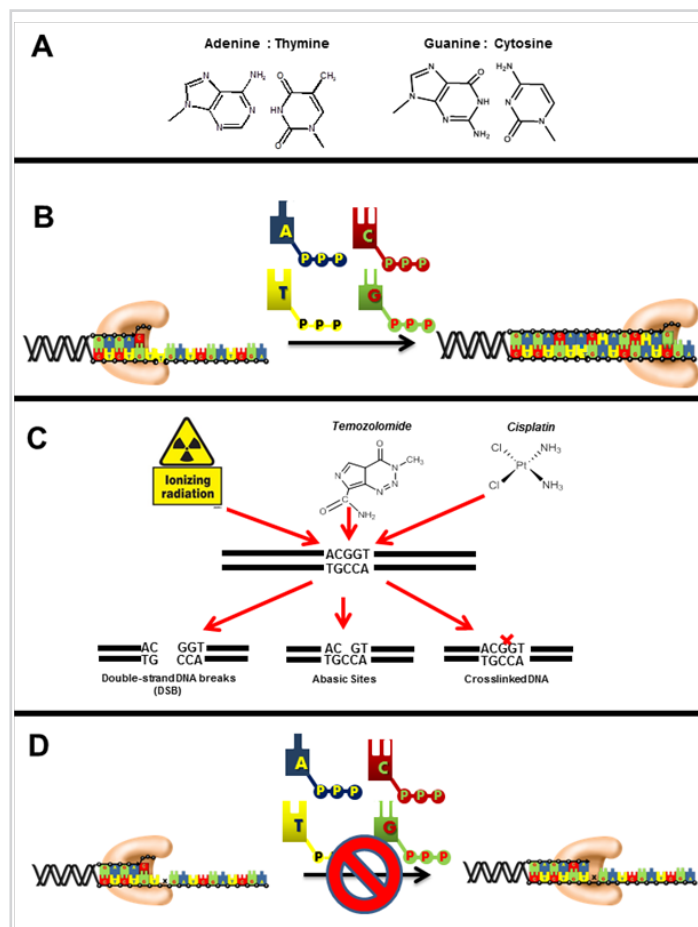 A
Adenine : Thymine
Guanine : Cytosine
N
NH₂
N
N
N
O
CH₃
HN
O
N
N
O
NH
N
N
NH₂
H₂N
N
O
N
B
A
P P P
C
P P P
T
P P P
G
P P P
C
Ionizing
radiation
Temozolomide
O
CH₃
N
N
N
N
C
O
NH₂
Cisplatin
Cl
NH₃
Pt
Cl
NH₃
ACGGT
TGCCA
AC GGT
TG CCA
Double-strand DNA breaks
(DSB)
AC GT
TGCCA
Abasic Sites
ACGGT
TGCCA
Crosslinked DNA
D
A
P P P
C
P P P
T
P
G
P P P